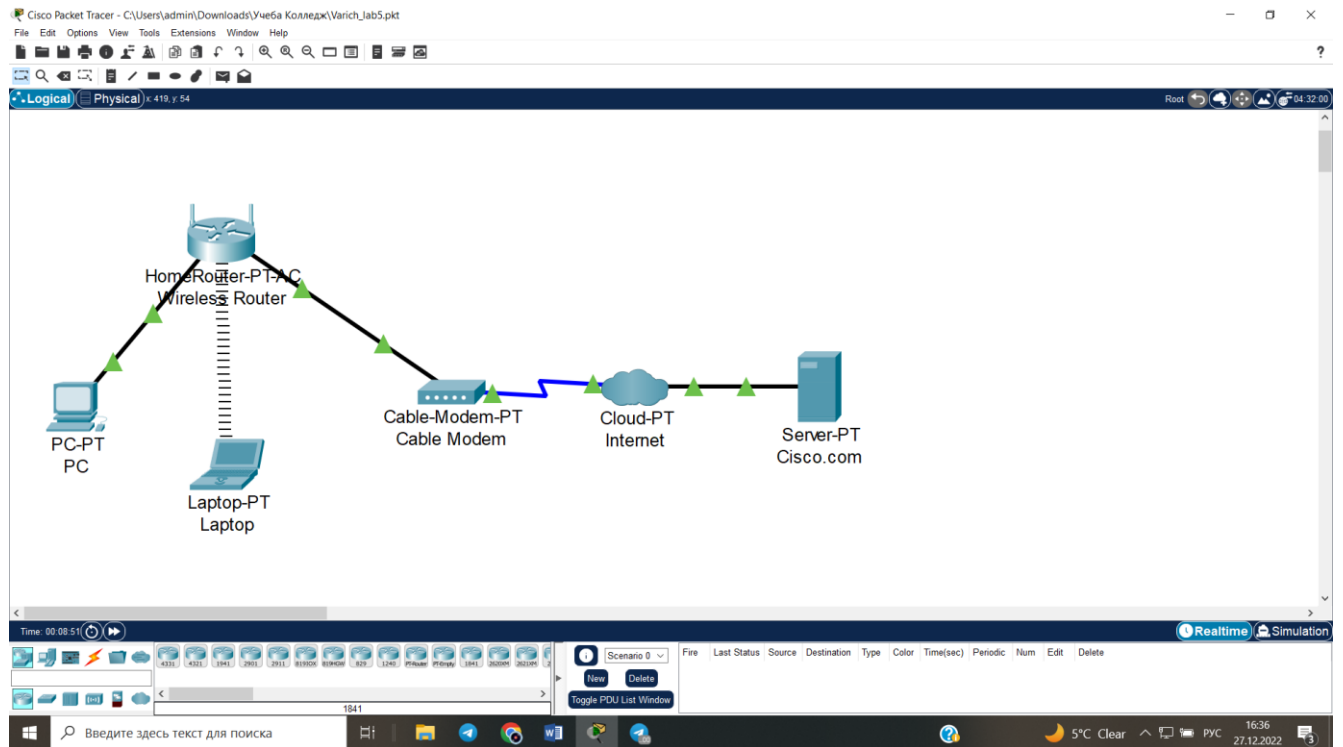 Cisco Packet Tracer - C:\Users\admin\Downloads\Учеба Колледж\Varich_lab5.pkt
File Edit Options View Tools Extensions Window Help
?
Logical Physical x: 419, y: 54 Root 04:32:00
HomeRouter-PT-AC
Wireless Router
PC-PT
PC
Laptop-PT
Laptop
Cable-Modem-PT
Cable Modem
Cloud-PT
Internet
Server-PT
Cisco.com
Time: 00:08:51 Realtime Simulation
4331 4321 1941 2901 2911 819IOX 819HGW 829 1240 PT-Router PT-Empty 1841 2620XM 2621XM
1841
Scenario 0
New Delete
Toggle PDU List Window
Fire Last Status Source Destination Type Color Time(sec) Periodic Num Edit Delete
Введите здесь текст для поиска
5°C Clear РУС 16:36
27.12.2022
3